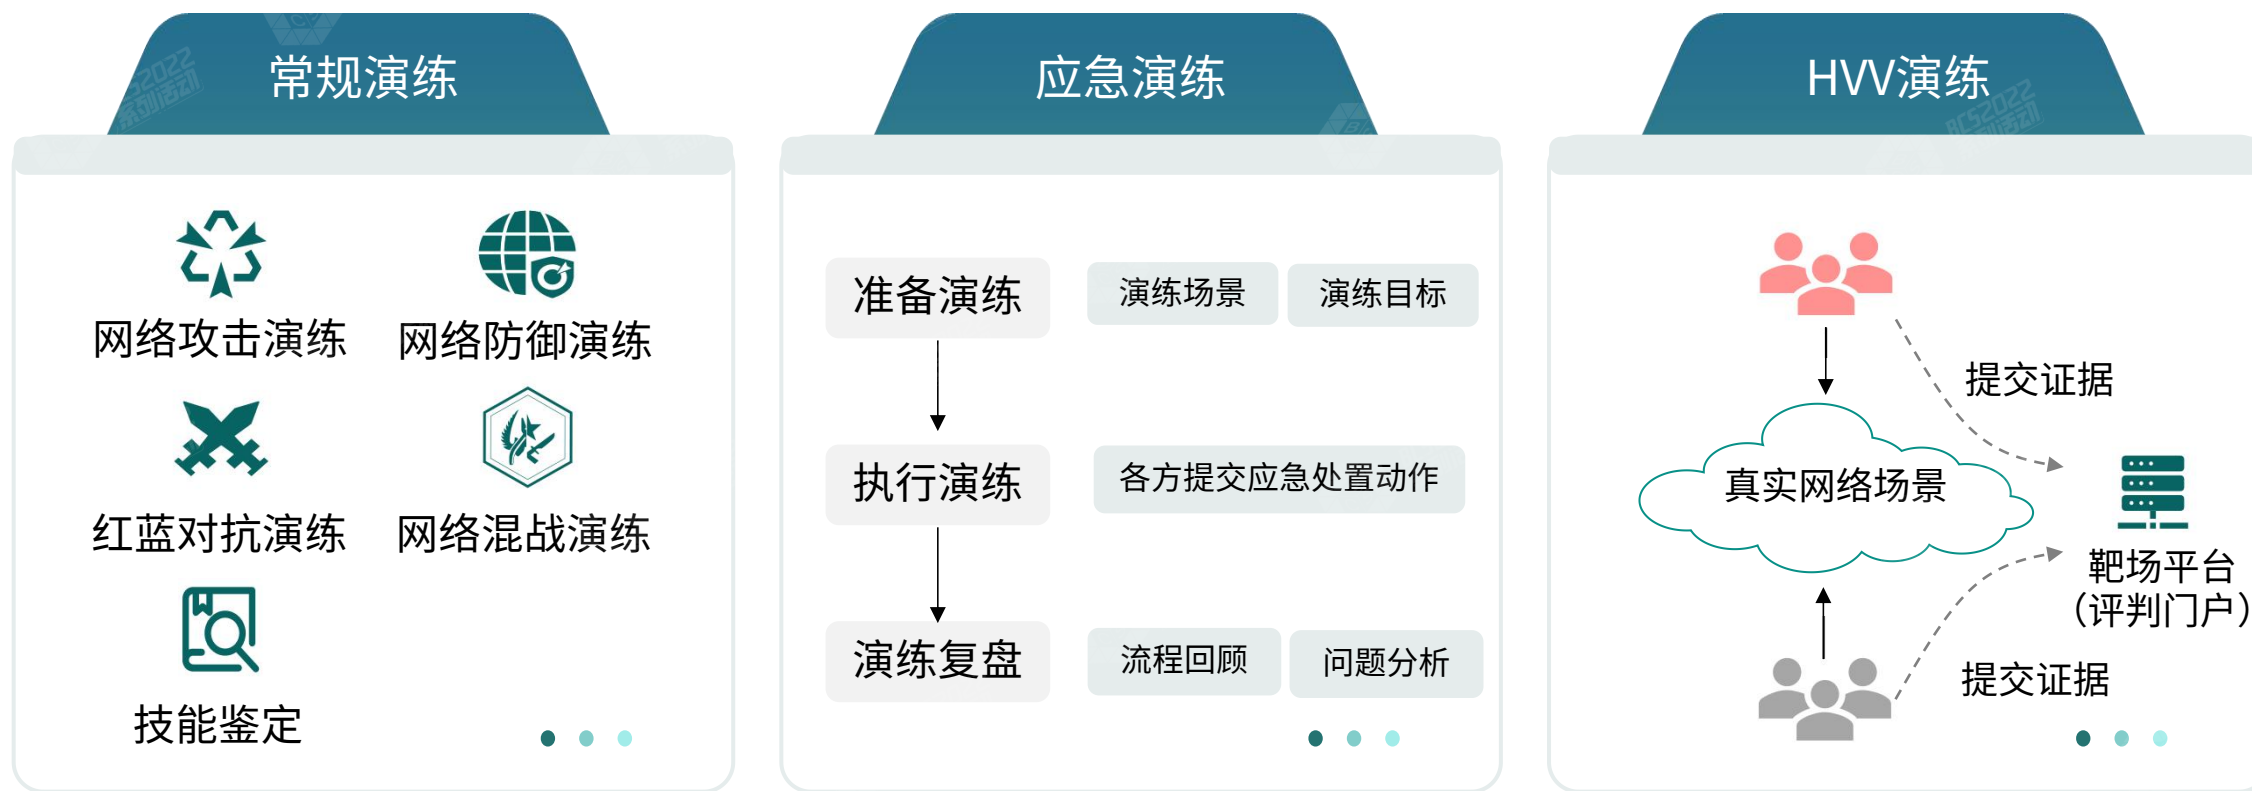 常规演练
网络攻击演练
网络防御演练
红蓝对抗演练
网络混战演练
技能鉴定
应急演练
准备演练
演练场景
演练目标
执行演练
各方提交应急处置动作
演练复盘
流程回顾
问题分析
HVV演练
提交证据
真实网络场景
靶场平台
（评判门户）
提交证据
BCS2022
系列活动